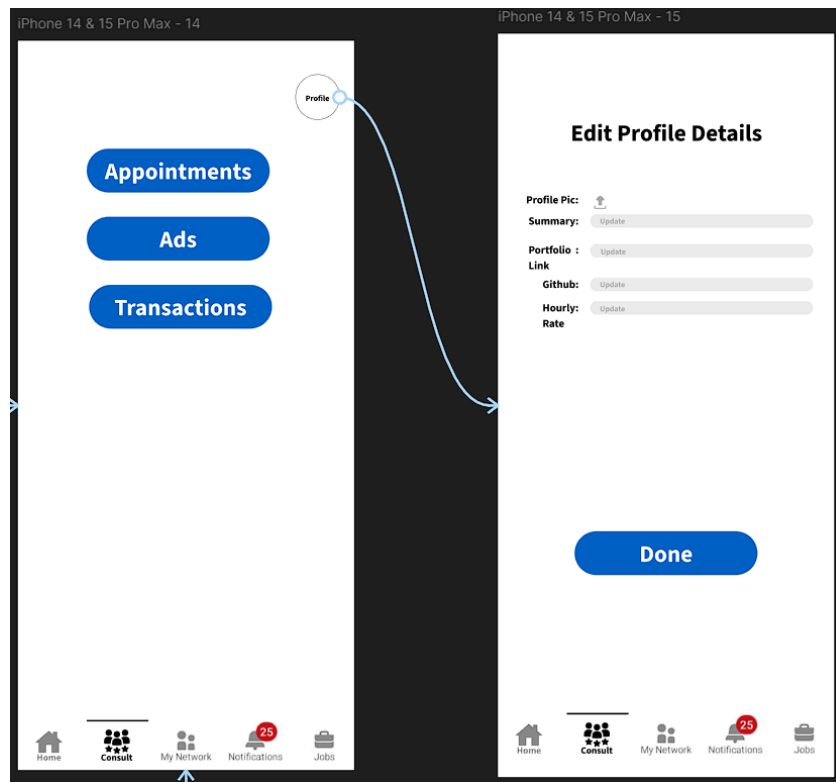 iPhone 14 & 15 Pro Max - 14
Profile
Appointments
Ads
Transactions
Home
Consult
My Network
25
Notifications
Jobs
iPhone 14 & 15 Pro Max - 15
Edit Profile Details
Profile Pic:
Summary: Update
Portfolio : Update
Link
Github: Update
Hourly: Update
Rate
Done
Home
Consult
My Network
25
Notifications
Jobs